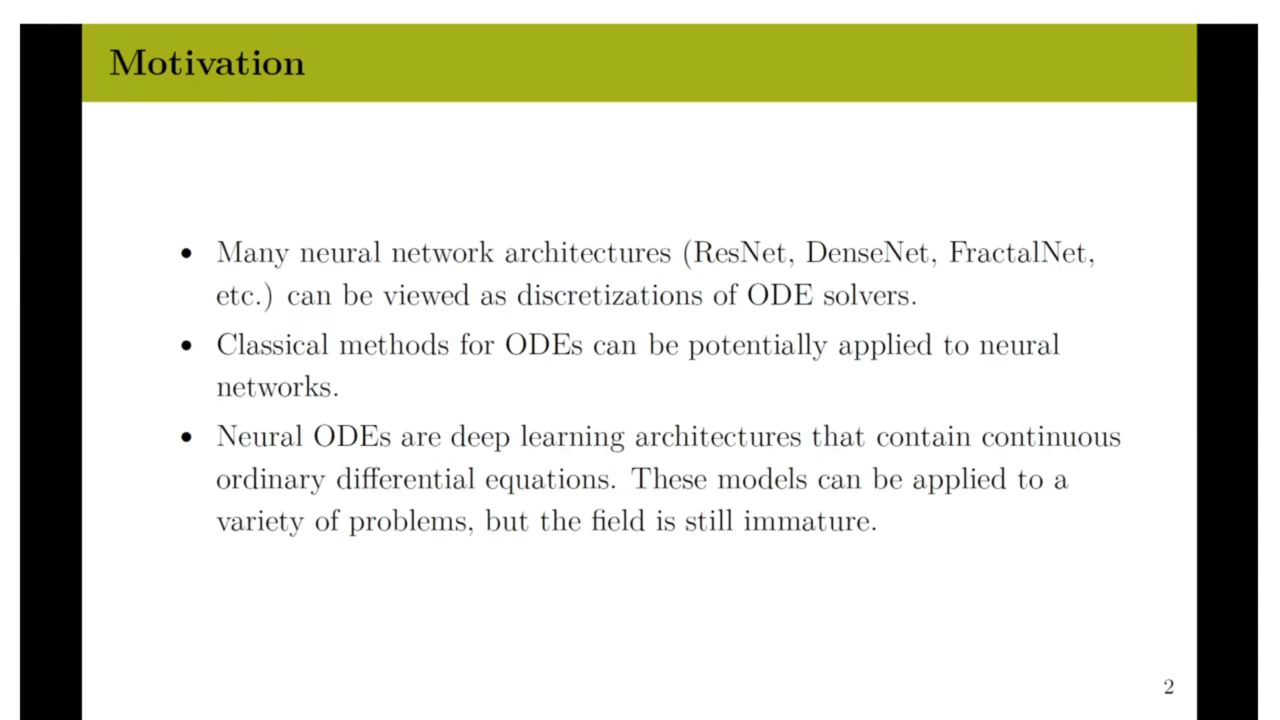 Motivation
• Many neural network architectures (ResNet, DenseNet, FractalNet,
etc.) can be viewed as discretizations of ODE solvers.
• Classical methods for ODEs can be potentially applied to neural
networks.
• Neural ODEs are deep learning architectures that contain continuous
ordinary differential equations. These models can be applied to a
variety of problems, but the field is still immature.
2